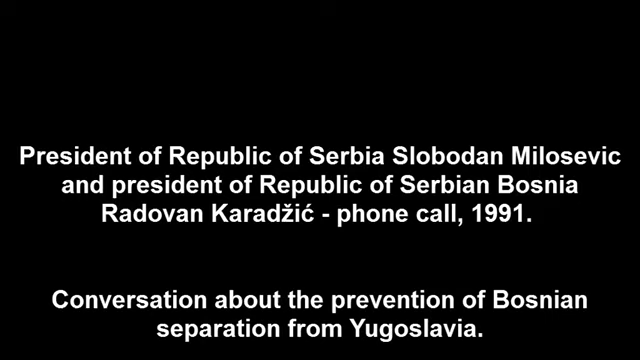 President of Republic of Serbia Slobodan Milosevic
and president of Republic of Serbian Bosnia
Radovan Karadžić - phone call, 1991.
Conversation about the prevention of Bosnian
separation from Yugoslavia.